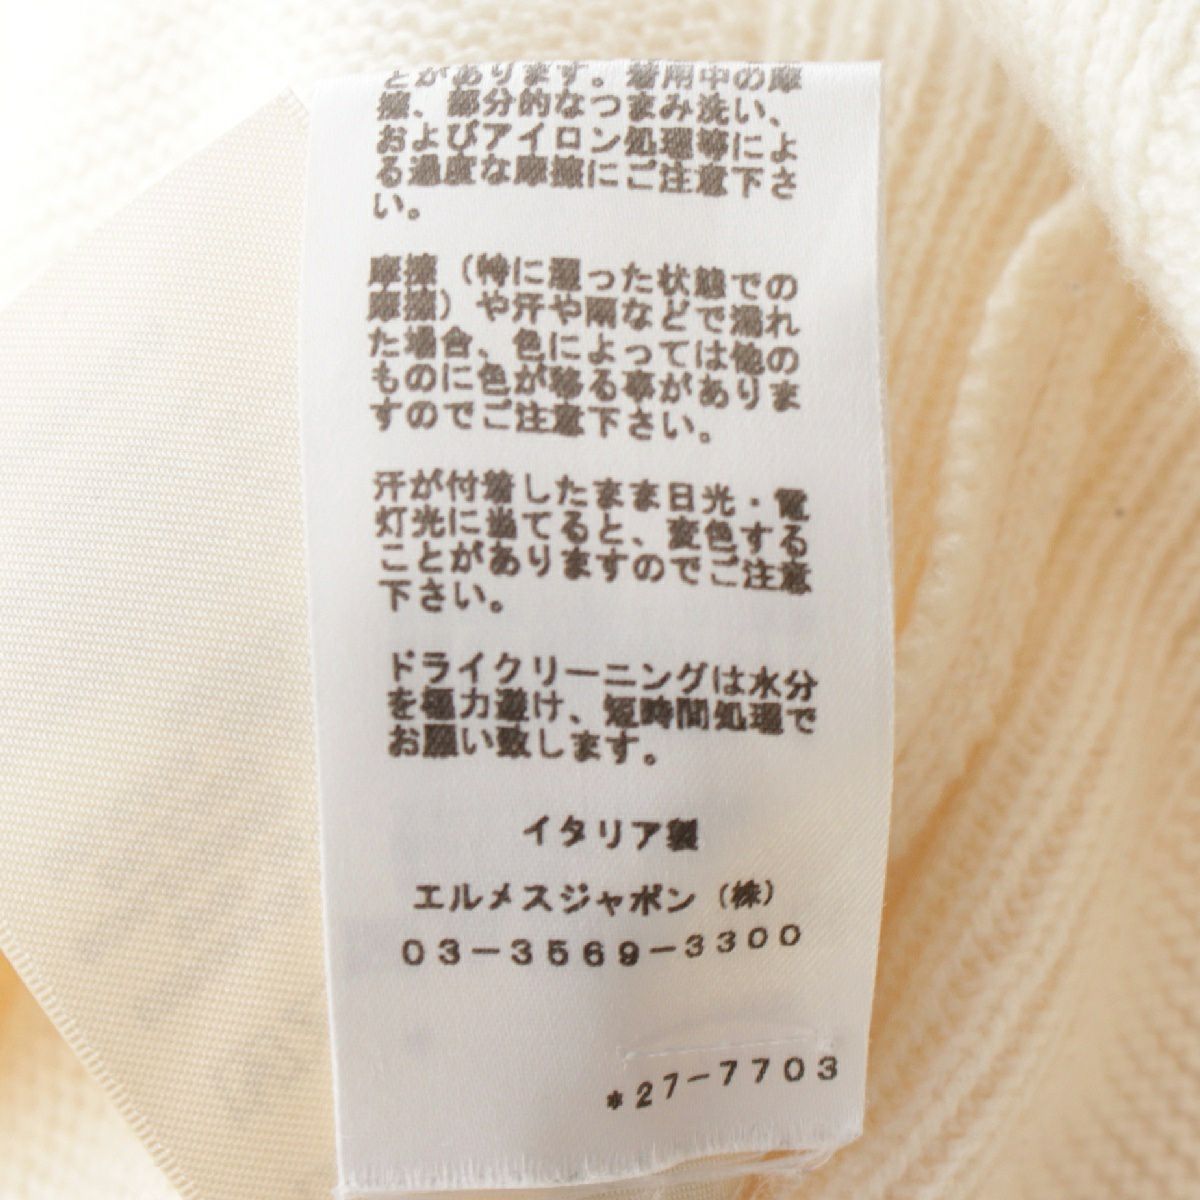 とがあります。着用中の摩
擦、部分的なつまみ洗い、
およびアイロン処理等によ
る過度な摩擦にご注意下さ
い。
摩擦（特に湿った状態での
摩擦）や汗や雨などで濡れ
た場合、色によっては他の
ものに色が移る事がありま
すのでご注意下さい。
汗が付着したまま日光・電
灯光に当てると、変色する
ことがありますのでご注意
下さい。
ドライクリーニングは水分
を極力避け、短時間処理で
お願い致します。
イタリア製
エルメスジャポン（株）
０３－３５６９－３３００
＊２７－７７０３